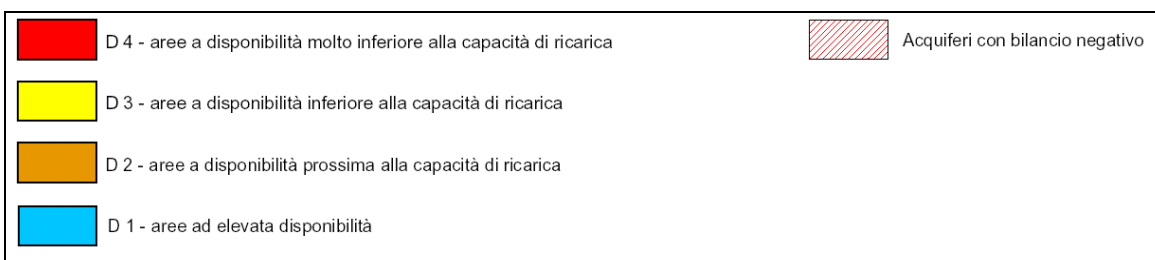 D 4 - aree a disponibilità molto inferiore alla capacità di ricarica
Acquiferi con bilancio negativo
D 3 - aree a disponibilità inferiore alla capacità di ricarica
D 2 - aree a disponibilità prossima alla capacità di ricarica
D 1 - aree ad elevata disponibilità